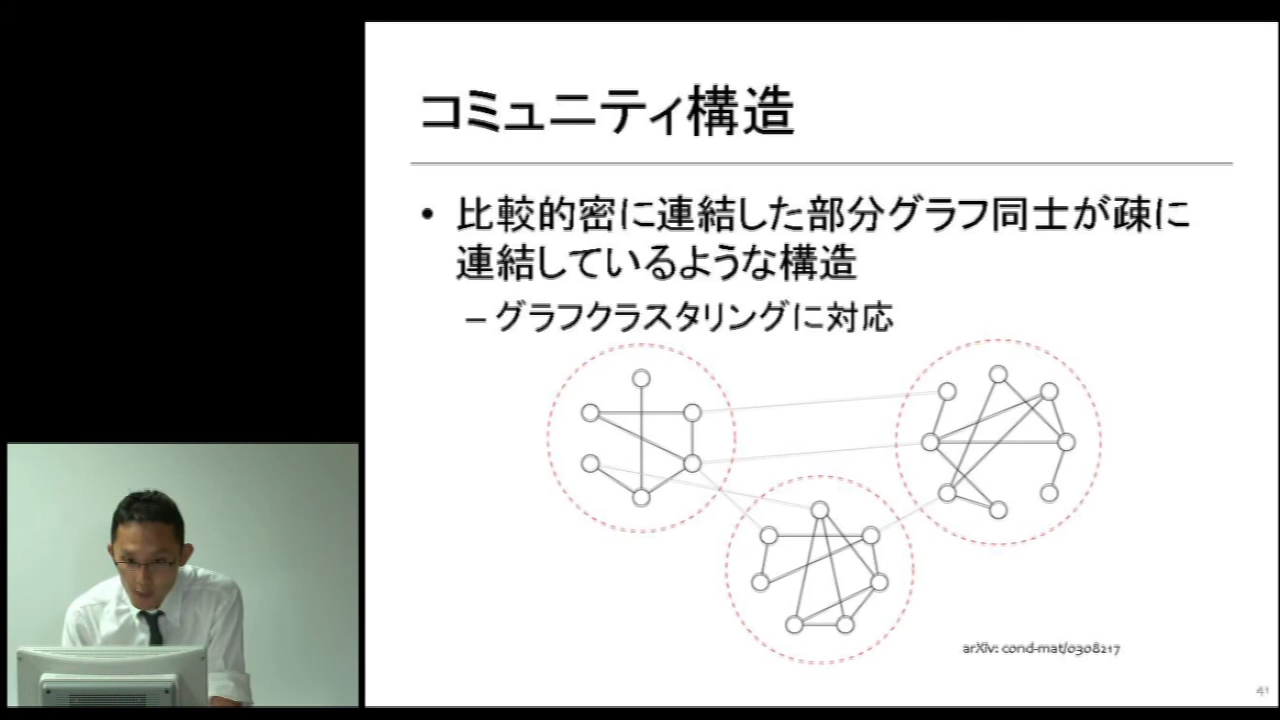 コミュニティ構造
• 比較的密に連結した部分グラフ同士が疎に
連結しているような構造
– グラフクラスタリングに対応
arXiv: cond-mat/0308217
41